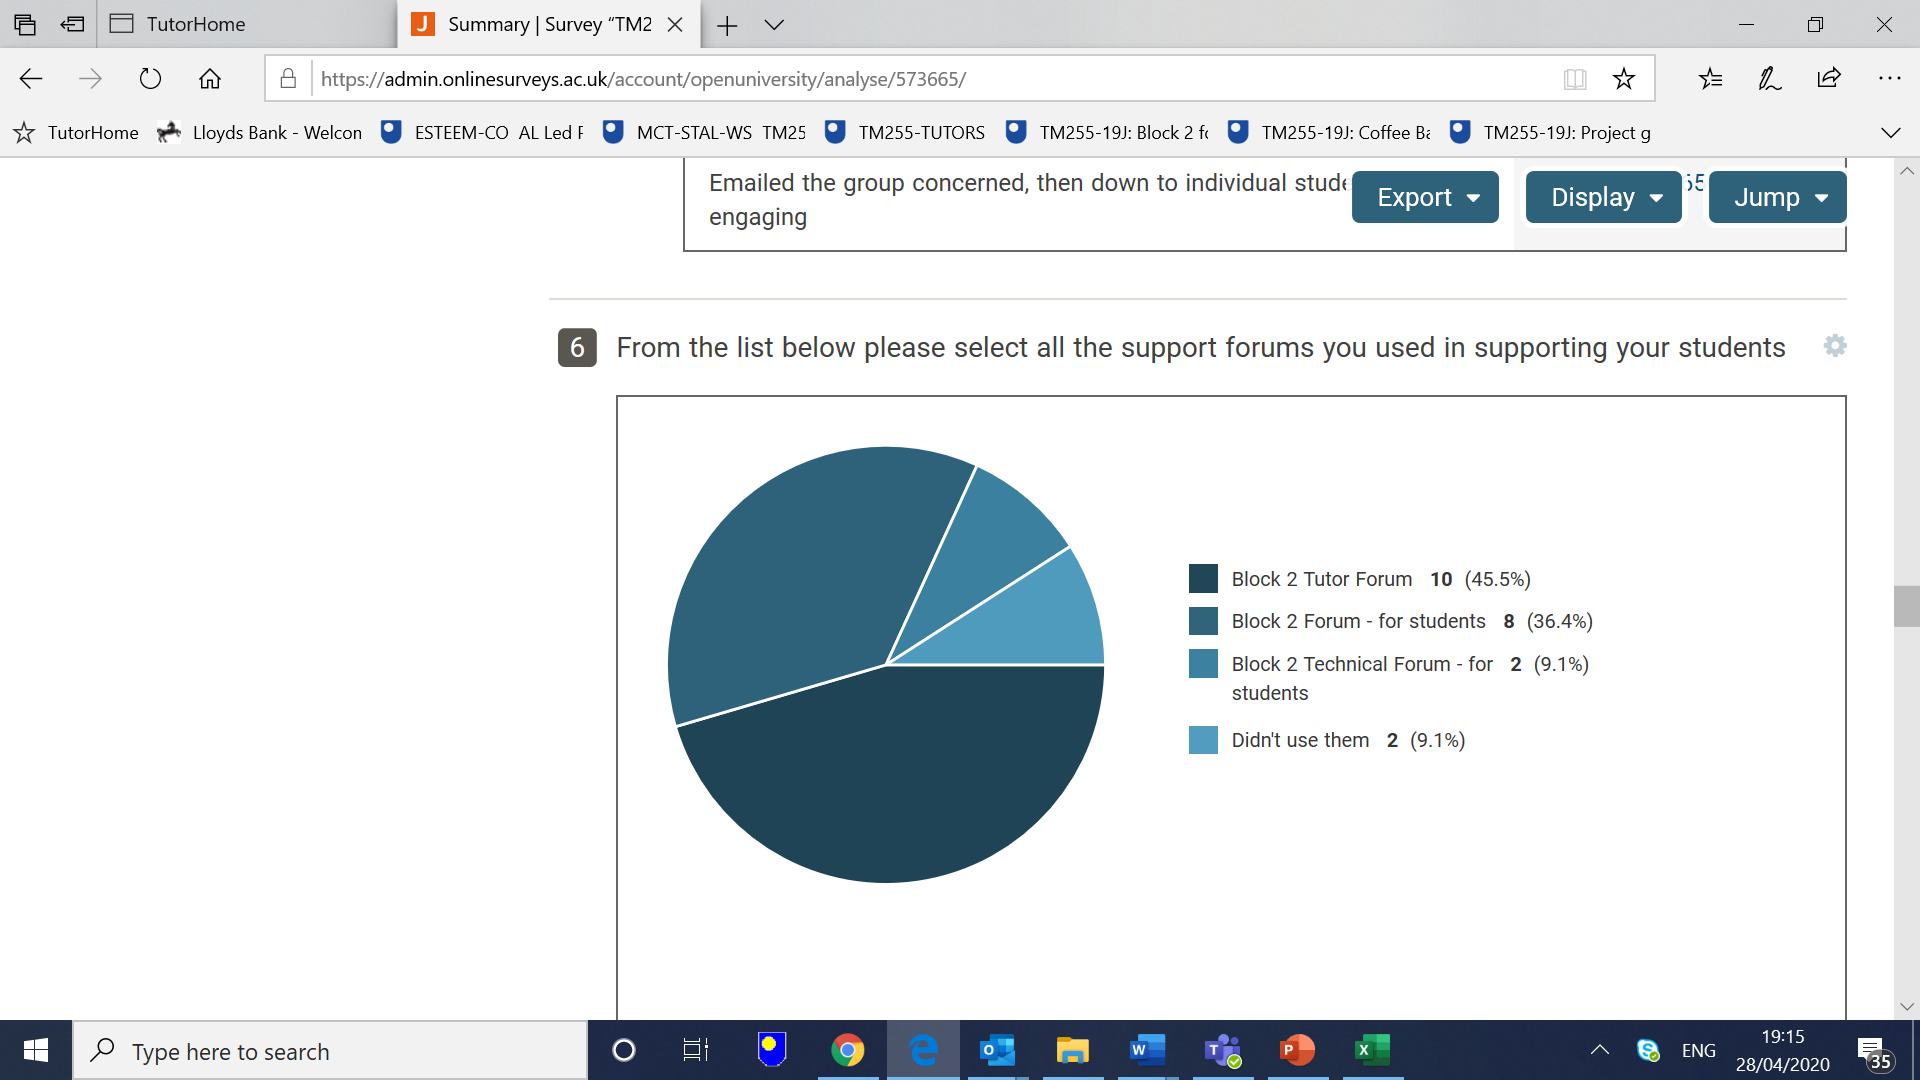 TutorHome
Summary | Survey “TM2
https://admin.onlinesurveys.ac.uk/account/openuniversity/analyse/573665/
TutorHome
Lloyds Bank - Welcon
ESTEEM-CO AL Led F
MCT-STAL-WS TM25
TM255-TUTORS
TM255-19J: Block 2 fo
TM255-19J: Coffee Ba
TM255-19J: Project g
Emailed the group concerned, then down to individual stude
engaging
Export
Display
55
Jump
6 From the list below please select all the support forums you used in supporting your students
Block 2 Tutor Forum 10 (45.5%)
Block 2 Forum - for students 8 (36.4%)
Block 2 Technical Forum - for 2 (9.1%)
students
Didn't use them 2 (9.1%)
Type here to search
ENG
19:15
28/04/2020
35